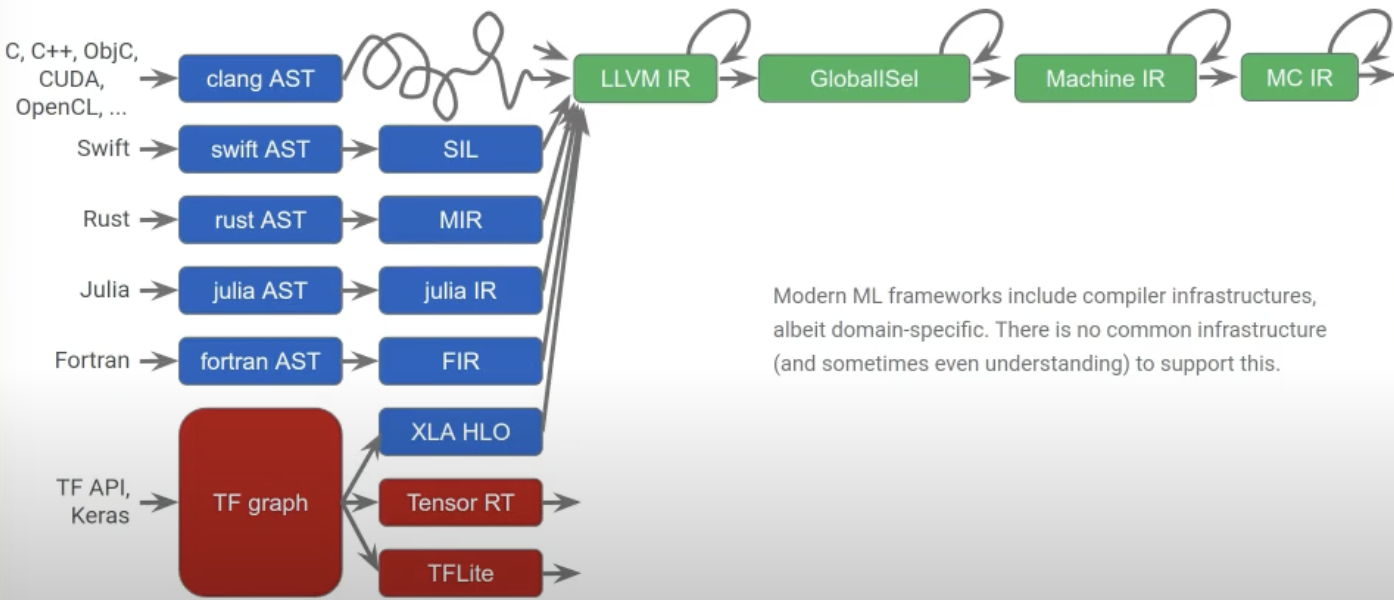 C, C++, ObjC,
CUDA,
OpenCL, ...
clang AST
LLVM IR
GlobalISel
Machine IR
MC IR
Swift
swift AST
SIL
Rust
rust AST
MIR
Julia
julia AST
julia IR
Fortran
fortran AST
FIR
XLA HLO
TF API,
Keras
TF graph
Tensor RT
TFLite
Modern ML frameworks include compiler infrastructures,
albeit domain-specific. There is no common infrastructure
(and sometimes even understanding) to support this.